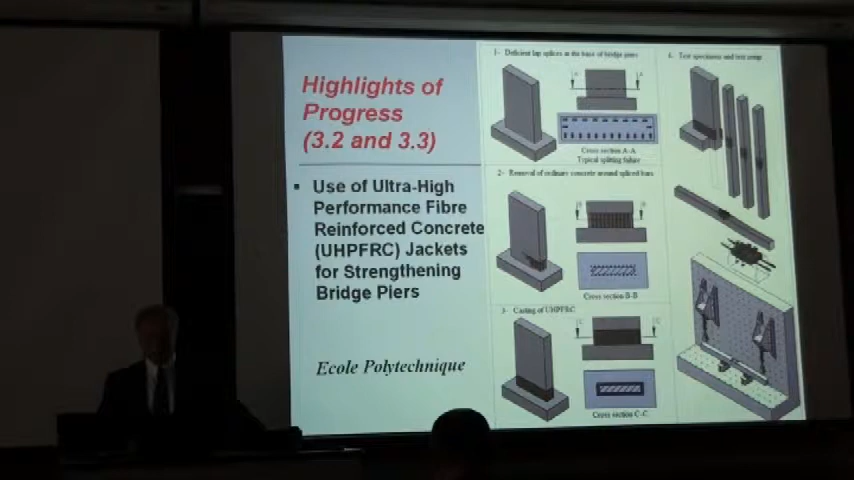 Highlights of
Progress
(3.2 and 3.3)
▪ Use of Ultra-High
Performance Fibre
Reinforced Concrete
(UHPFRC) Jackets
for Strengthening
Bridge Piers
Ecole Polytechnique
1- Deficient lap splices at the base of bridge piers
Cross section A-A
Typical splitting failure
2- Removal of ordinary concrete around spliced bars
Cross section B-B
3- Casting of UHPFRC
Cross section C-C
4- Test specimens and test setup